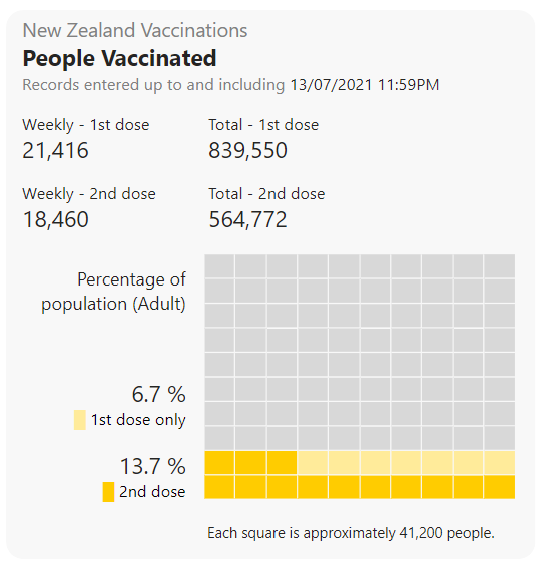 New Zealand Vaccinations
People Vaccinated
Records entered up to and including 13/07/2021 11:59PM
Weekly - 1st dose
Total - 1st dose
21,416
839,550
Weekly - 2nd dose
Total - 2nd dose
18,460
564,772
Percentage of
population (Adult)
6.7 %
1st dose only
13.7 %
2nd dose
Each square is approximately 41,200 people.